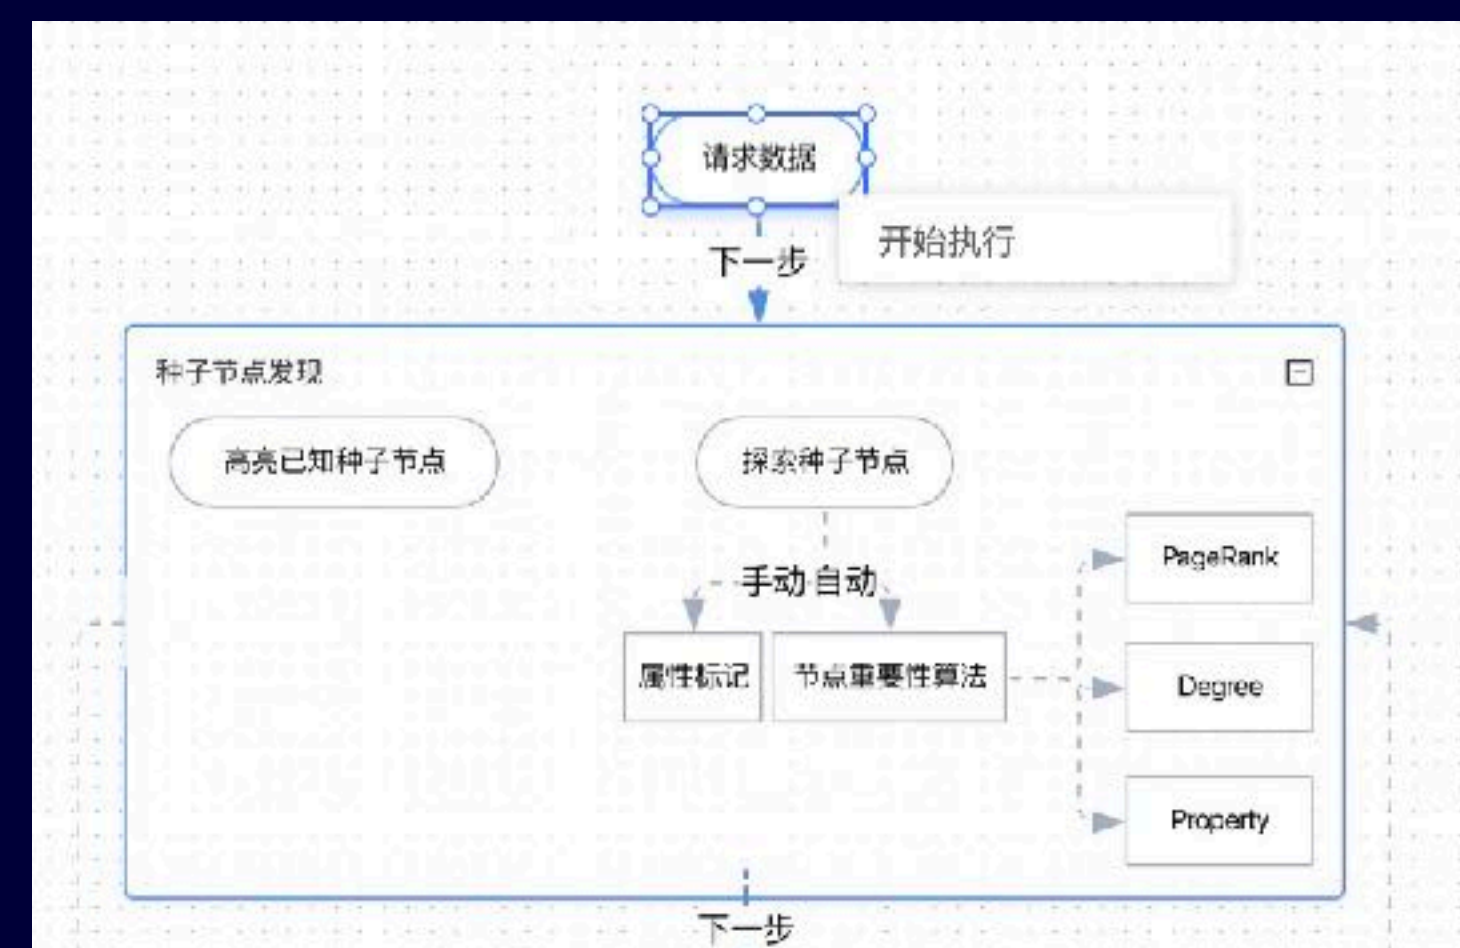 请求数据
开始执行
下一步
种子节点发现
高亮已知种子节点
探索种子节点
手动 自动
PageRank
属性标记
节点重要性算法
Degree
Property
下一步